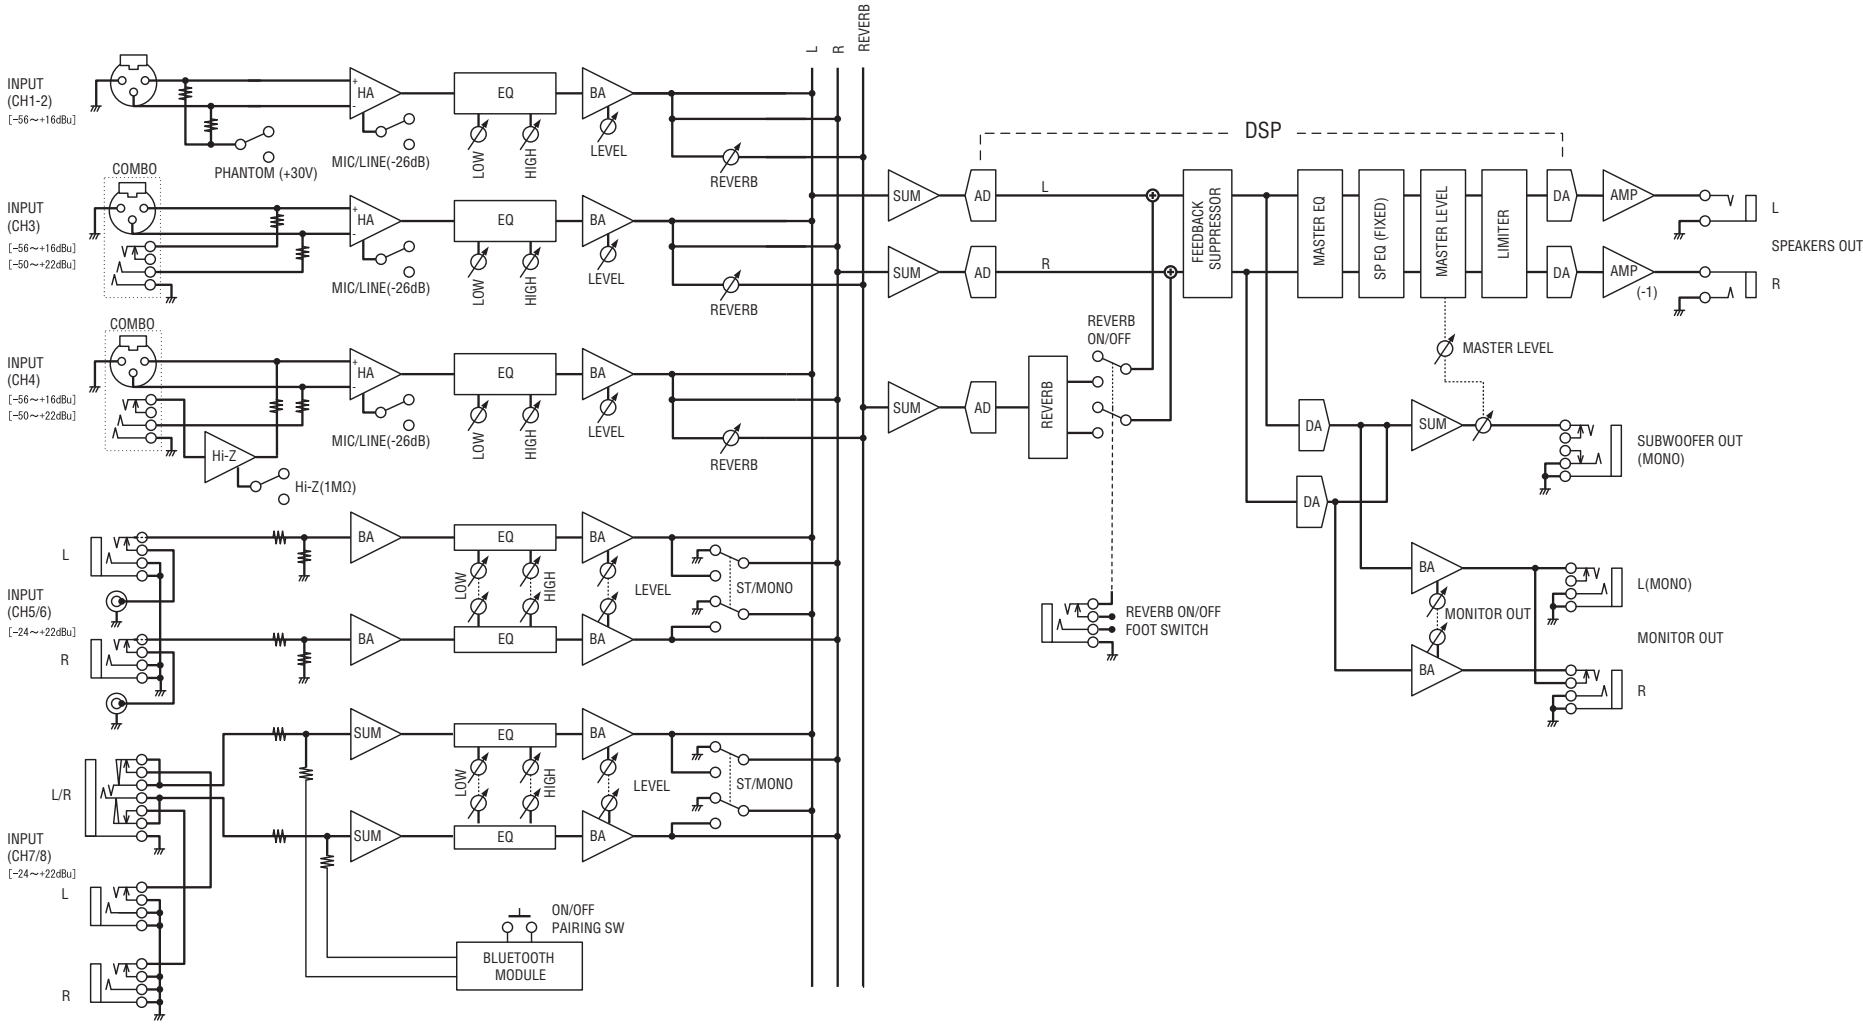 L
R
REVERB
INPUT
(CH1-2)
[-56～+16dBu]
+
HA
-
EQ
BA
LOW
HIGH
LEVEL
MIC/LINE(-26dB)
PHANTOM (+30V)
REVERB
COMBO
INPUT
(CH3)
[-56～+16dBu]
[-50～+22dBu]
+
HA
-
EQ
BA
LOW
HIGH
LEVEL
MIC/LINE(-26dB)
REVERB
COMBO
INPUT
(CH4)
[-56～+16dBu]
[-50～+22dBu]
+
HA
-
EQ
BA
LOW
HIGH
LEVEL
MIC/LINE(-26dB)
REVERB
Hi-Z
Hi-Z(1MΩ)
L
INPUT
(CH5/6)
[-24～+22dBu]
R
BA
EQ
BA
LOW
HIGH
LEVEL
ST/MONO
BA
EQ
BA
L/R
INPUT
(CH7/8)
[-24～+22dBu]
L
R
SUM
EQ
BA
LOW
HIGH
LEVEL
ST/MONO
SUM
EQ
BA
ON/OFF
PAIRING SW
BLUETOOTH
MODULE
DSP
SUM
AD
L
SUM
AD
R
SUM
AD
REVERB
REVERB
ON/OFF
FEEDBACK
SUPPRESSOR
MASTER EQ
SP EQ (FIXED)
MASTER LEVEL
LIMITER
DA
AMP
L
SPEAKERS OUT
DA
AMP
(-1)
R
MASTER LEVEL
DA
SUM
SUBWOOFER OUT
(MONO)
DA
BA
L(MONO)
MONITOR OUT
MONITOR OUT
BA
R
REVERB ON/OFF
FOOT SWITCH